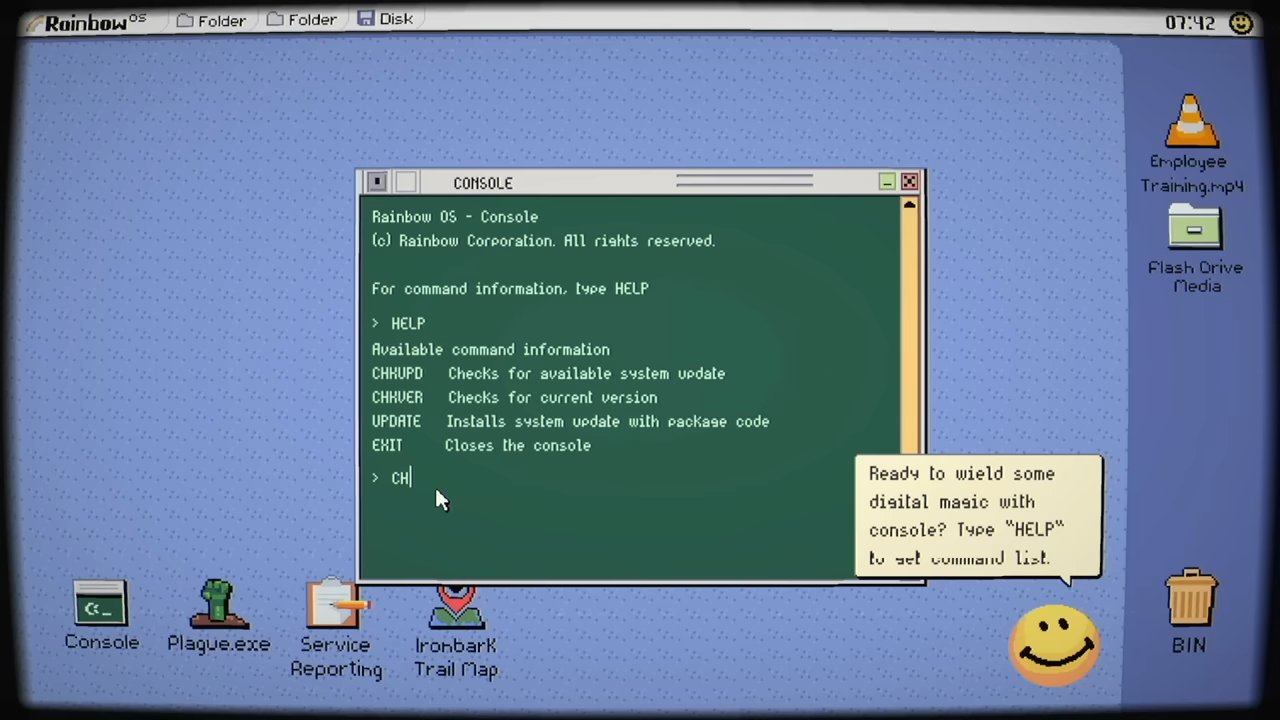 RainbowOS
Folder
Folder
Disk
07:42
CONSOLE
Rainbow OS - Console
(c) Rainbow Corporation. All rights reserved.
For command information, type HELP
> HELP
Available command information
CHKUPD Checks for available system update
CHKVER Checks for current version
UPDATE Installs system update with package code
EXIT Closes the console
> CH
Employee
Training.mp4
Flash Drive
Media
Ready to wield some
digital magic with
console? Type "HELP"
to get command list.
Console
Plague.exe
Service
Reporting
Ironbark
Trail Map
BIN